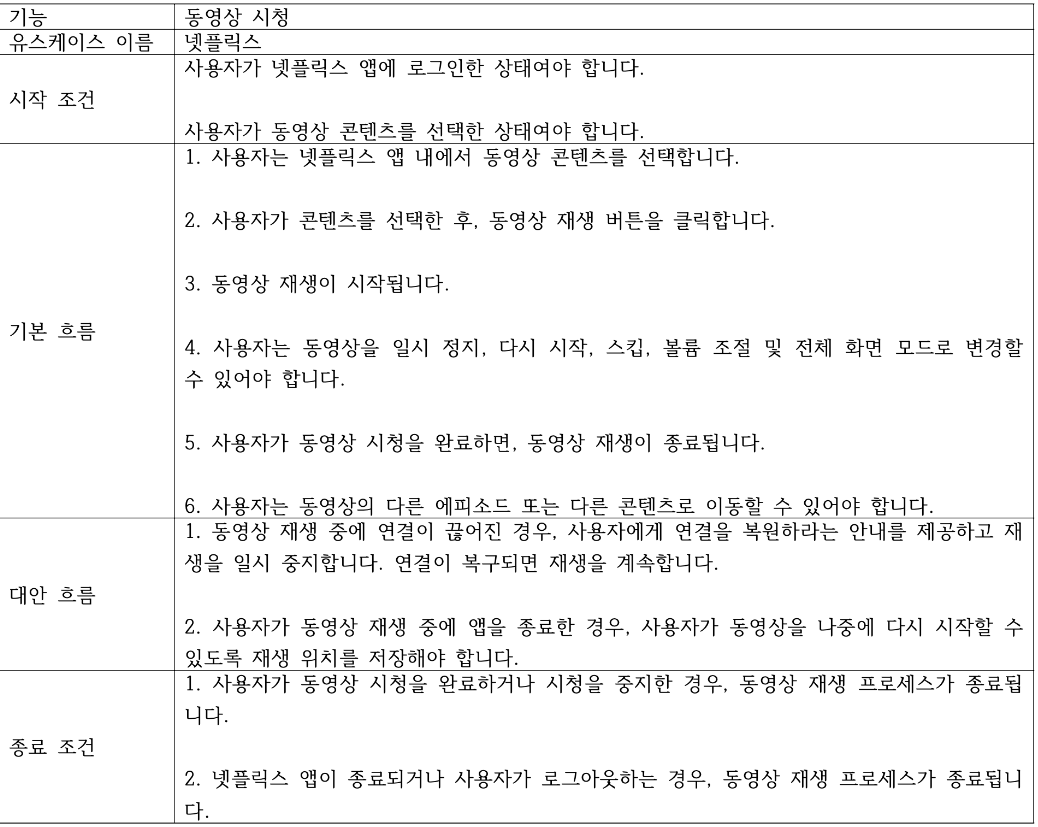 기능
동영상 시청
유스케이스 이름
넷플릭스
시작 조건
사용자가 넷플릭스 앱에 로그인한 상태여야 합니다.
사용자가 동영상 콘텐츠를 선택한 상태여야 합니다.
기본 흐름
1. 사용자는 넷플릭스 앱 내에서 동영상 콘텐츠를 선택합니다.
2. 사용자가 콘텐츠를 선택한 후, 동영상 재생 버튼을 클릭합니다.
3. 동영상 재생이 시작됩니다.
4. 사용자는 동영상을 일시 정지, 다시 시작, 스킵, 볼륨 조절 및 전체 화면 모드로 변경할
수 있어야 합니다.
5. 사용자가 동영상 시청을 완료하면, 동영상 재생이 종료됩니다.
6. 사용자는 동영상의 다른 에피소드 또는 다른 콘텐츠로 이동할 수 있어야 합니다.
대안 흐름
1. 동영상 재생 중에 연결이 끊어진 경우, 사용자에게 연결을 복원하라는 안내를 제공하고 재
생을 일시 중지합니다. 연결이 복구되면 재생을 계속합니다.
2. 사용자가 동영상 재생 중에 앱을 종료한 경우, 사용자가 동영상을 나중에 다시 시작할 수
있도록 재생 위치를 저장해야 합니다.
종료 조건
1. 사용자가 동영상 시청을 완료하거나 시청을 중지한 경우, 동영상 재생 프로세스가 종료됩
니다.
2. 넷플릭스 앱이 종료되거나 사용자가 로그아웃하는 경우, 동영상 재생 프로세스가 종료됩니
다.